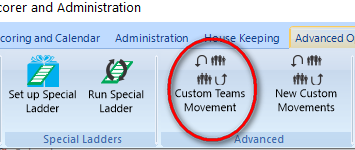 corer and Administration
coring and Calendar Administration House Keeping Advanced O
Set up Special Run Special Custom Teams New Custom
Ladder Ladder Movement Movements
Special Ladders Advanced